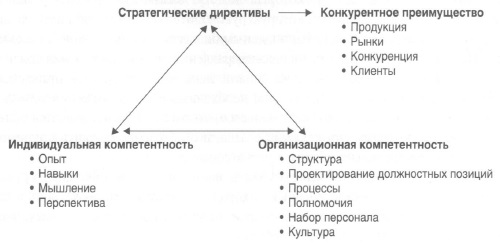 Стратегические директивы
Конкурентное преимущество
• Продукция
• Рынки
• Конкуренция
• Клиенты
Индивидуальная компетентность
• Опыт
• Навыки
• Мышление
• Перспектива
Организационная компетентность
• Структура
• Проектирование должностных позиций
• Процессы
• Полномочия
• Набор персонала
• Культура